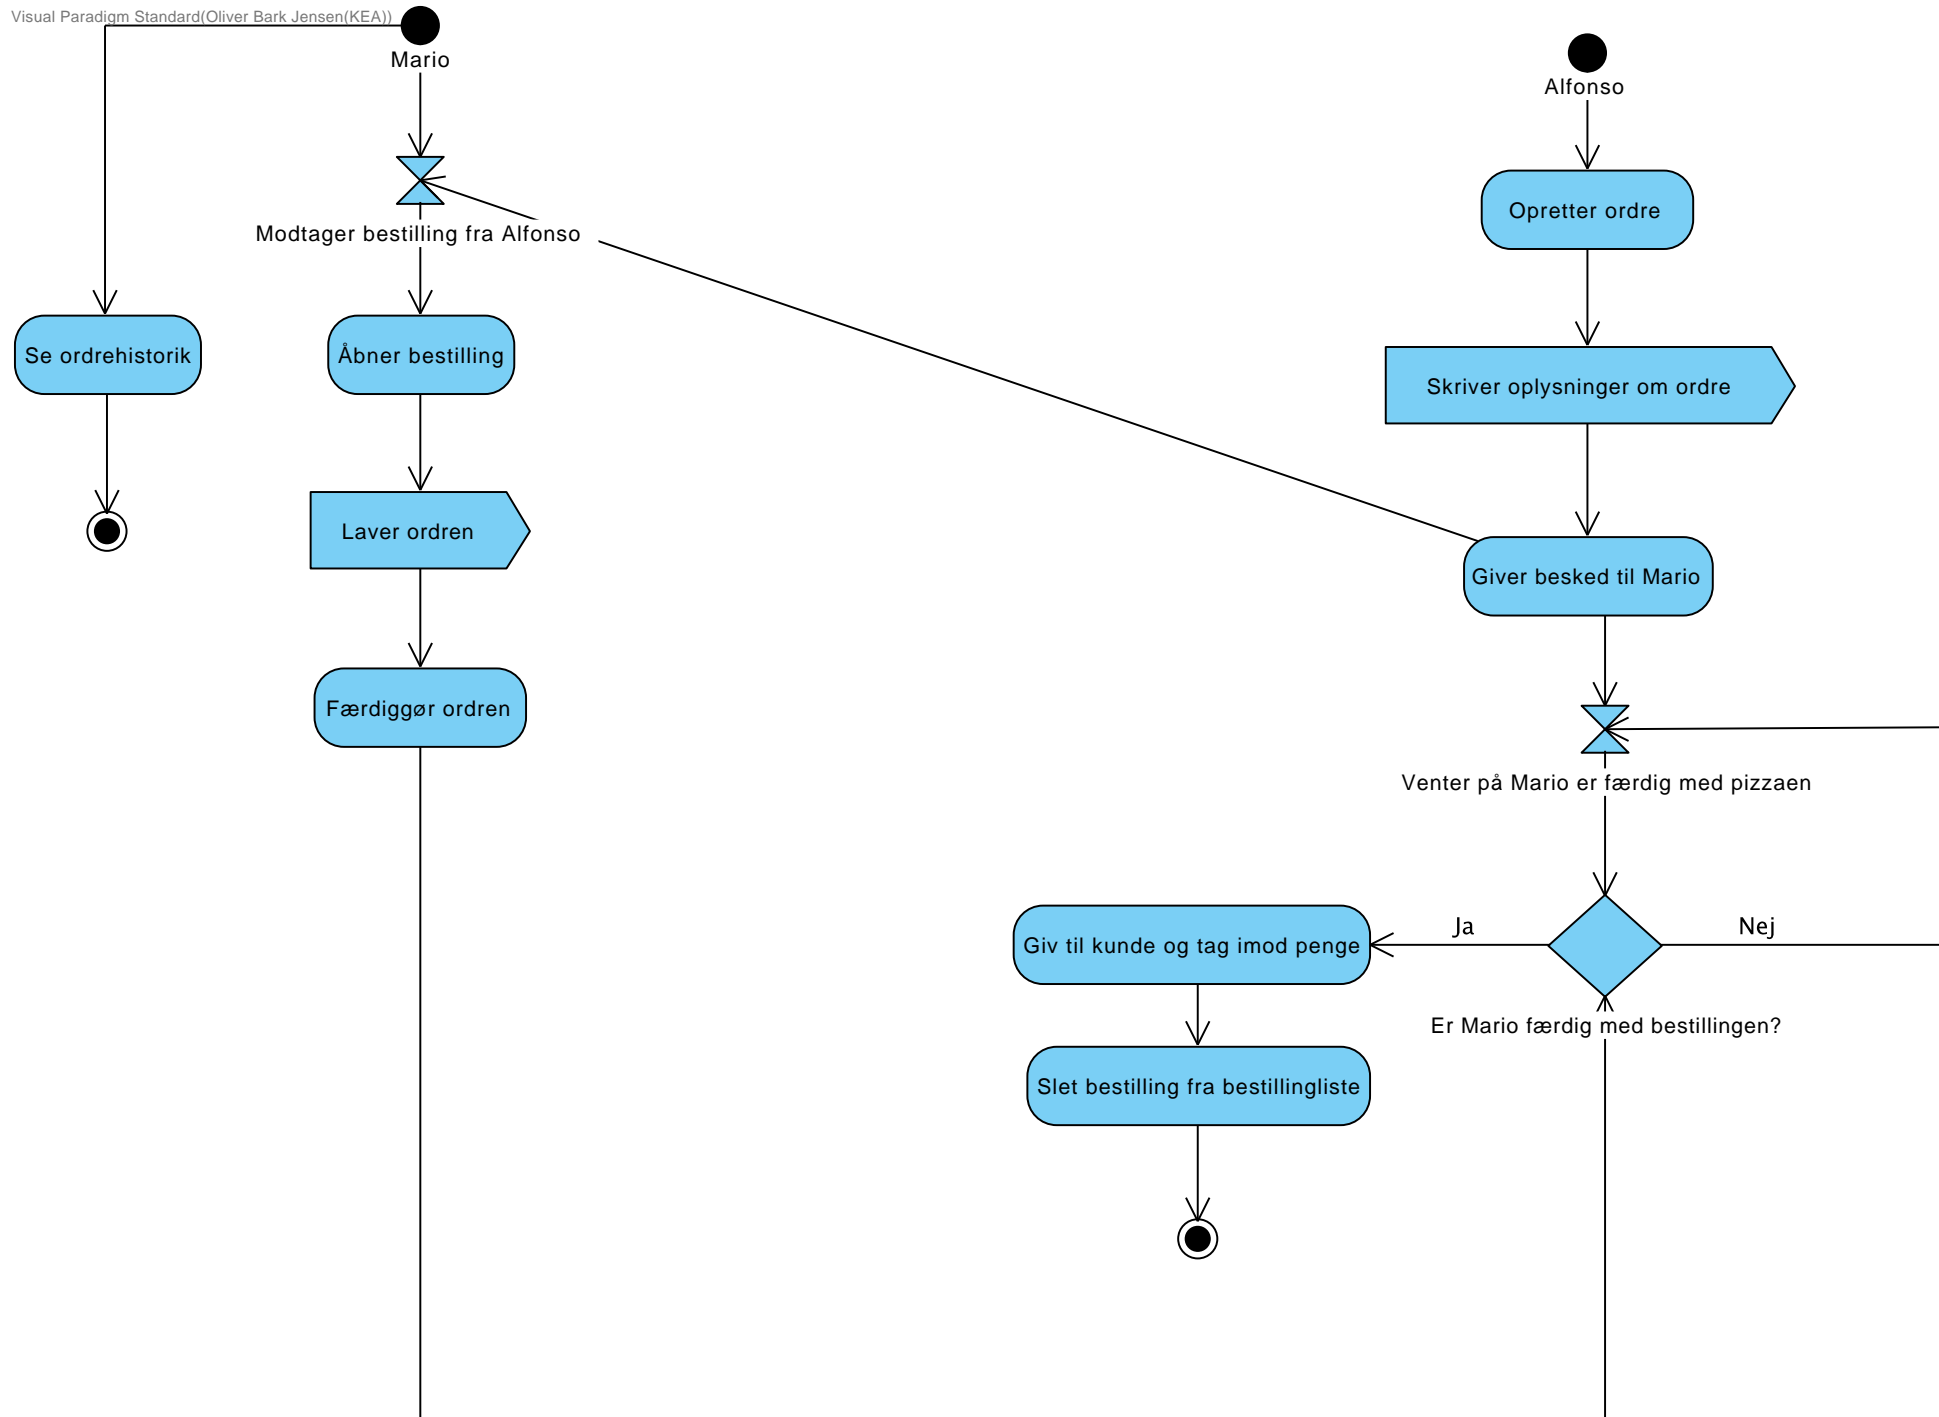 Visual Paradigm Standard(Oliver Bark Jensen(KEA))
Mario
Alfonso
Opretter ordre
Modtager bestilling fra Alfonso
Se ordrehistorik
Åbner bestilling
Skriver oplysninger om ordre
Laver ordren
Giver besked til Mario
Færdiggør ordren
Venter på Mario er færdig med pizzaen
Giv til kunde og tag imod penge
Ja
Nej
Er Mario færdig med bestillingen?
Slet bestilling fra bestillingliste